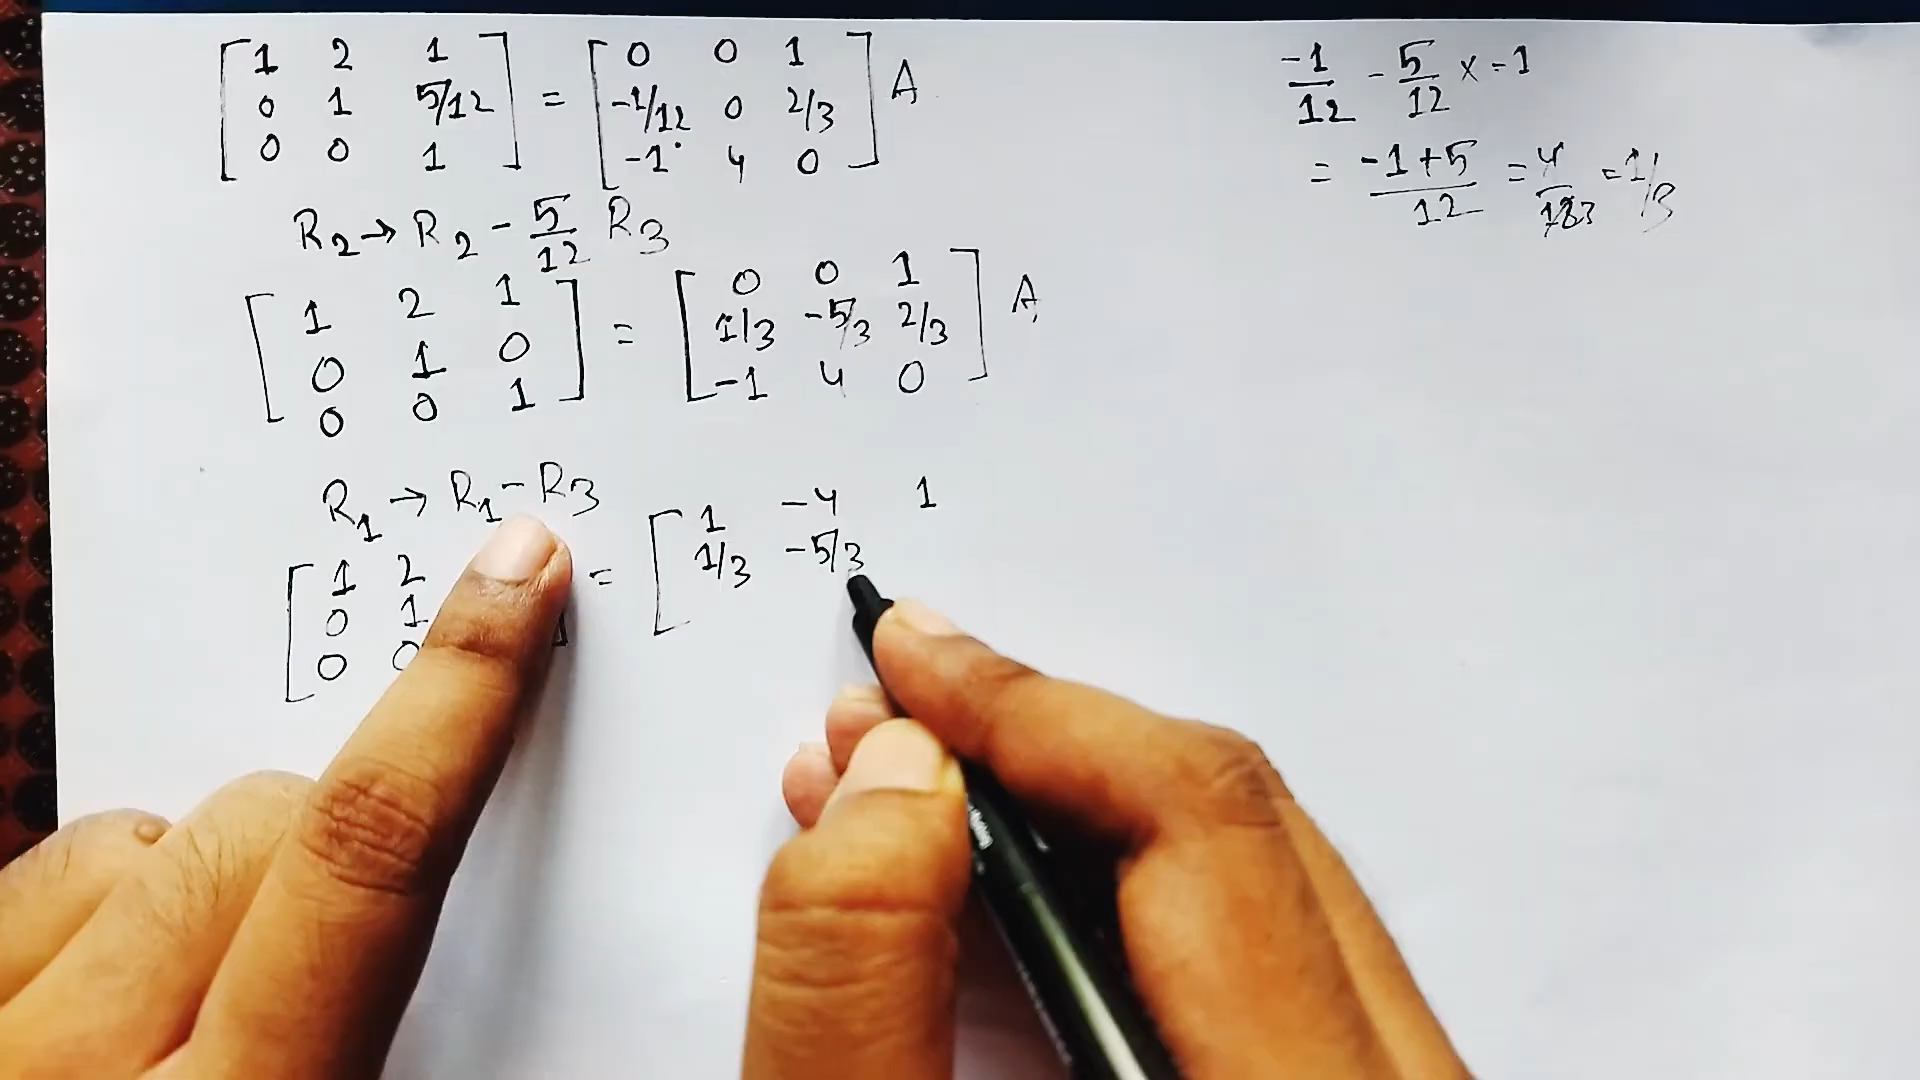 [1 2 1] = [0 0 1] A
[0 1 5/12] [-1/12 0 2/3]
[0 0 1] [-1 4 0]
R2 → R2 - 5/12 R3
[1 2 1] = [0 0 1] A
[0 1 0] [1/3 -5/3 2/3]
[0 0 1] [-1 4 0]
R1 → R1 - R3
[1 2 = [1 -4 1
[0 1 [1/3 -5/3
[0 0
-1/12 - 5/12 x -1
= -1+5/12 = 4/12 3 = 1/3